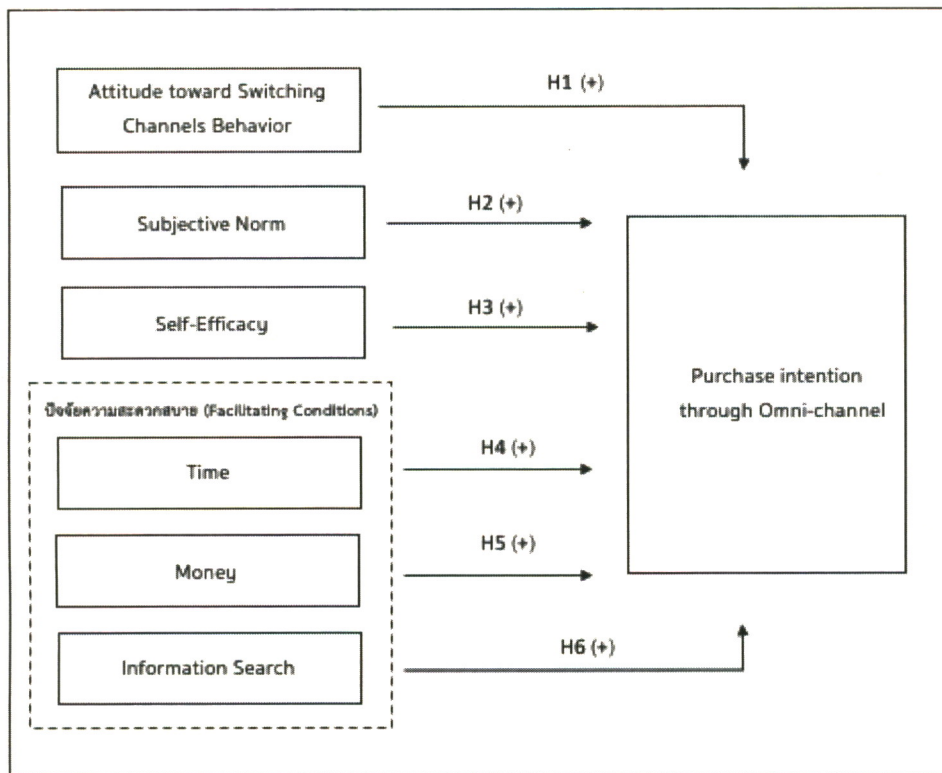 Attitude toward Switching
Channels Behavior
H1 (+)
Subjective Norm
H2 (+)
Self-Efficacy
H3 (+)
ปัจจัยความสะดวกสบาย (Facilitating Conditions)
Time
H4 (+)
Money
H5 (+)
Information Search
H6 (+)
Purchase intention
through Omni-channel